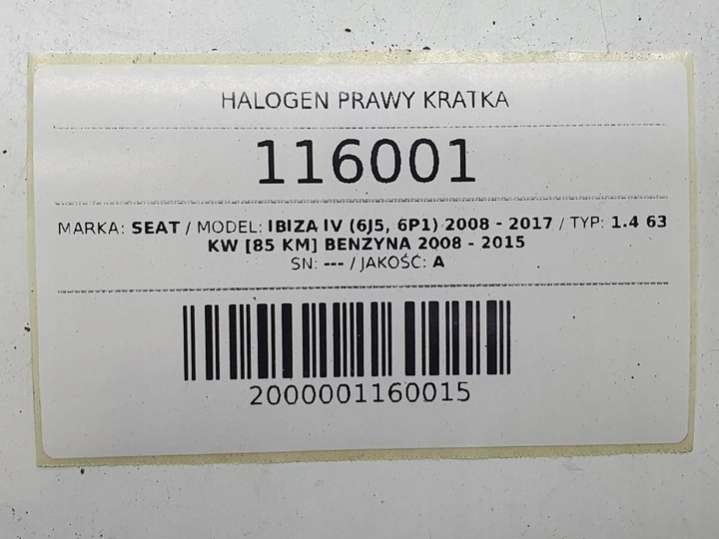 HALOGEN PRAWY KRATKA
116001
MARKA: SEAT / MODEL: IBIZA IV (6J5, 6P1) 2008 - 2017 / TYP: 1.4 63
KW [85 KM] BENZYNA 2008 - 2015
SN: --- / JAKOŚĆ: A
2000001160015